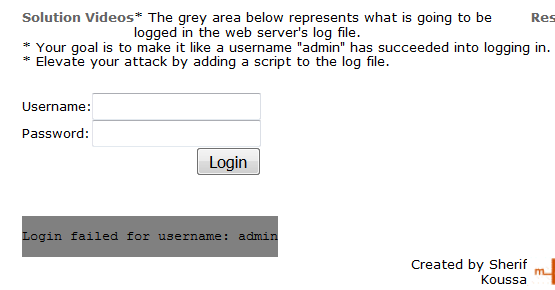 Solution Videos* The grey area below represents what is going to be Res
logged in the web server's log file.
* Your goal is to make it like a username "admin" has succeeded into logging in.
* Elevate your attack by adding a script to the log file.
Username:
Password:
Login
Login failed for username: admin
Created by Sherif
Koussa
m